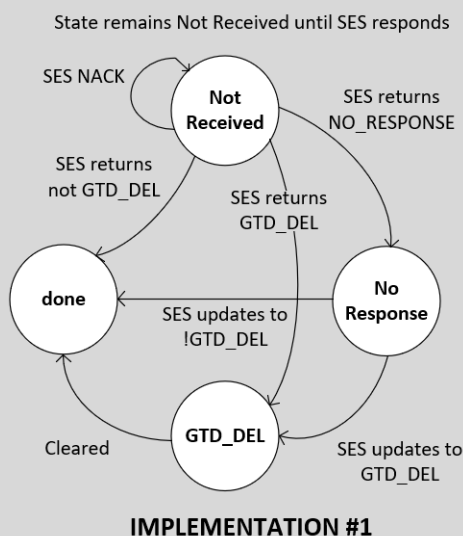 State remains Not Received until SES responds
SES NACK
Not
Received
SES returns
NO_RESPONSE
SES returns
not GTD_DEL
SES returns
GTD_DEL
done
No
Response
SES updates to
!GTD_DEL
GTD_DEL
Cleared
SES updates to
GTD_DEL
IMPLEMENTATION #1